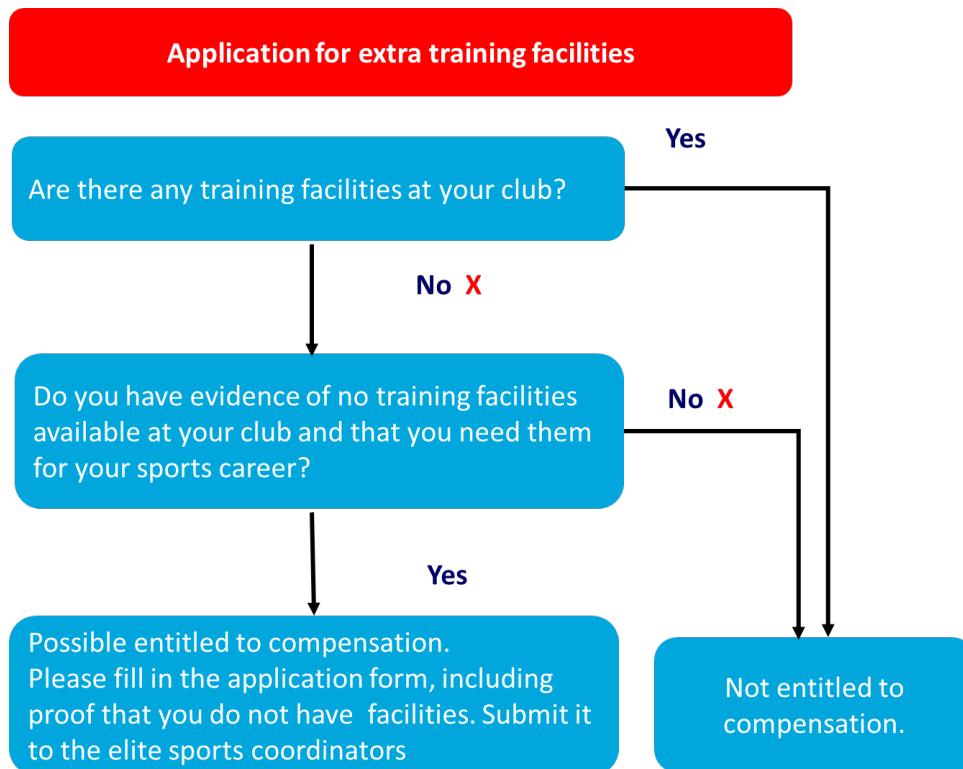 Application for extra training facilities
Yes
Are there any training facilities at your club?
No X
Do you have evidence of no training facilities
available at your club and that you need them
for your sports career?
No X
Yes
Possible entitled to compensation.
Please fill in the application form, including
proof that you do not have facilities. Submit it
to the elite sports coordinators
Not entitled to
compensation.